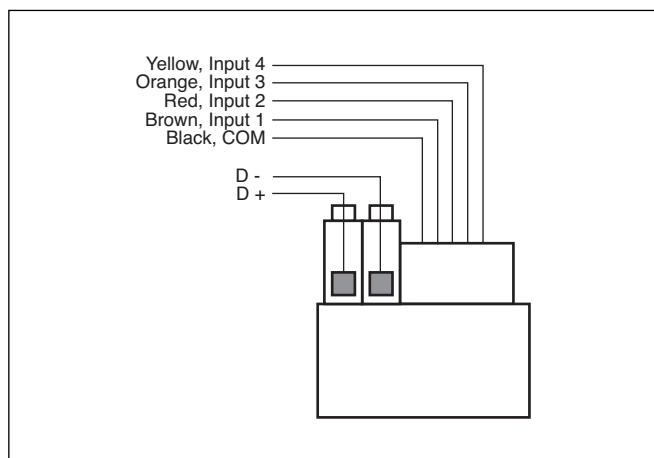 Yellow, Input 4
Orange, Input 3
Red, Input 2
Brown, Input 1
Black, COM
D -
D +